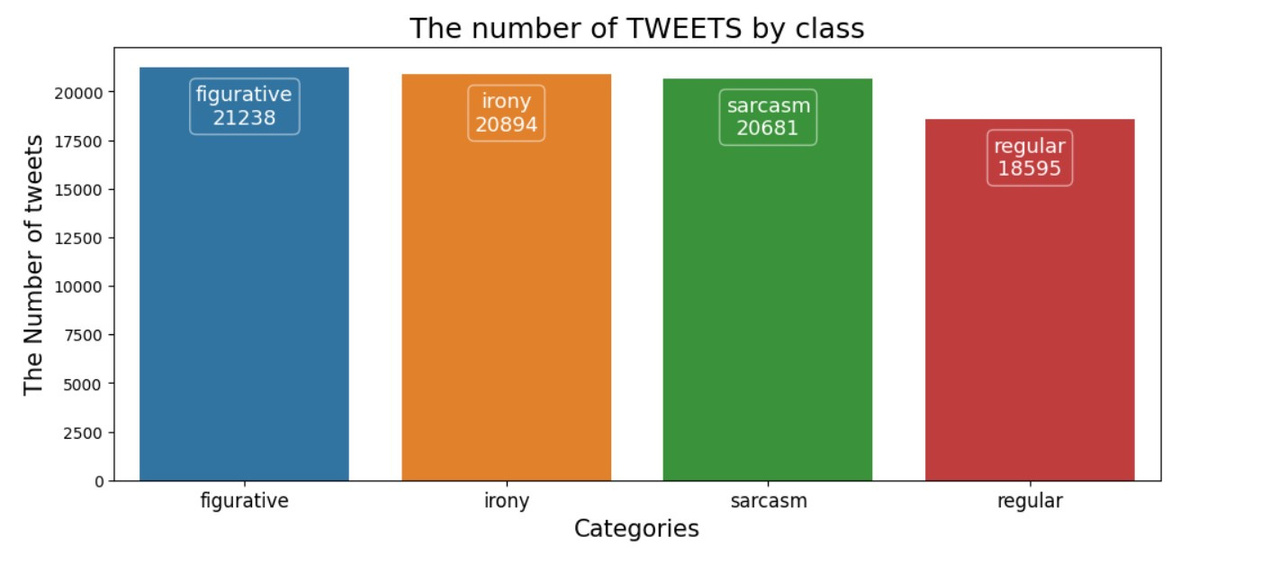 The number of TWEETS by class
The Number of tweets
20000
17500
15000
12500
10000
7500
5000
2500
0
figurative
21238
irony
20894
sarcasm
20681
regular
18595
figurative
irony
sarcasm
regular
Categories